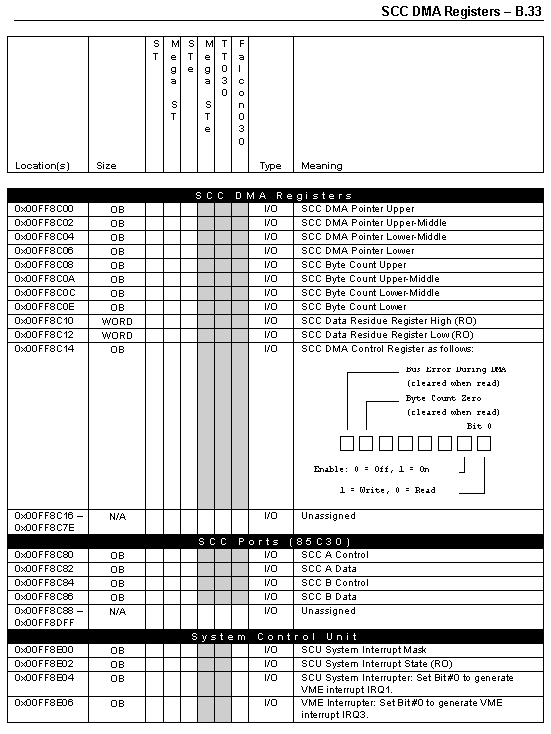 SCC DMA Registers – B.33
Location(s) Size ST Mega ST STe Mega STe TT030 Falcon030 Type Meaning
SCC DMA Registers
0x00FF8C00 OB I/O SCC DMA Pointer Upper
0x00FF8C02 OB I/O SCC DMA Pointer Upper-Middle
0x00FF8C04 OB I/O SCC DMA Pointer Lower-Middle
0x00FF8C06 OB I/O SCC DMA Pointer Lower
0x00FF8C08 OB I/O SCC Byte Count Upper
0x00FF8C0A OB I/O SCC Byte Count Upper-Middle
0x00FF8C0C OB I/O SCC Byte Count Lower-Middle
0x00FF8C0E OB I/O SCC Byte Count Lower
0x00FF8C10 WORD I/O SCC Data Residue Register High (RO)
0x00FF8C12 WORD I/O SCC Data Residue Register Low (RO)
0x00FF8C14 OB I/O SCC DMA Control Register as follows:
Bus Error During DMA
(cleared when read)
Byte Count Zero
(cleared when read)
Bit 0
Enable: 0 = Off, 1 = On
1 = Write, 0 = Read
0x00FF8C16 – N/A I/O Unassigned
0x00FF8C7E
SCC Ports (85C30)
0x00FF8C80 OB I/O SCC A Control
0x00FF8C82 OB I/O SCC A Data
0x00FF8C84 OB I/O SCC B Control
0x00FF8C86 OB I/O SCC B Data
0x00FF8C88 – N/A I/O Unassigned
0x00FF8DFF
System Control Unit
0x00FF8E00 OB I/O SCU System Interrupt Mask
0x00FF8E02 OB I/O SCU System Interrupt State (RO)
0x00FF8E04 OB I/O SCU System Interrupter: Set Bit#0 to generate
VME interrupt IRQ1.
0x00FF8E06 OB I/O VME Interrupter: Set Bit#0 to generate VME
interrupt IRQ3.